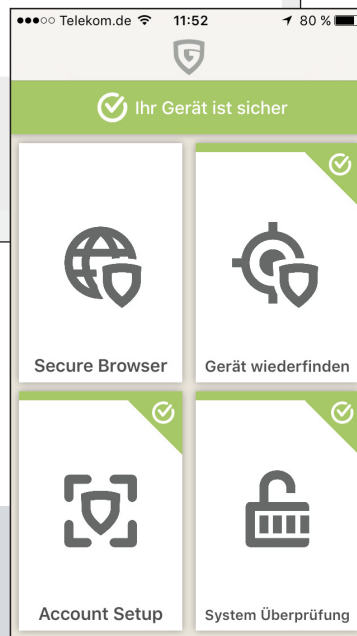 Telekom.de 11:52 80 %
Ihr Gerät ist sicher
Secure Browser
Gerät wiederfinden
Account Setup
System Überprüfung